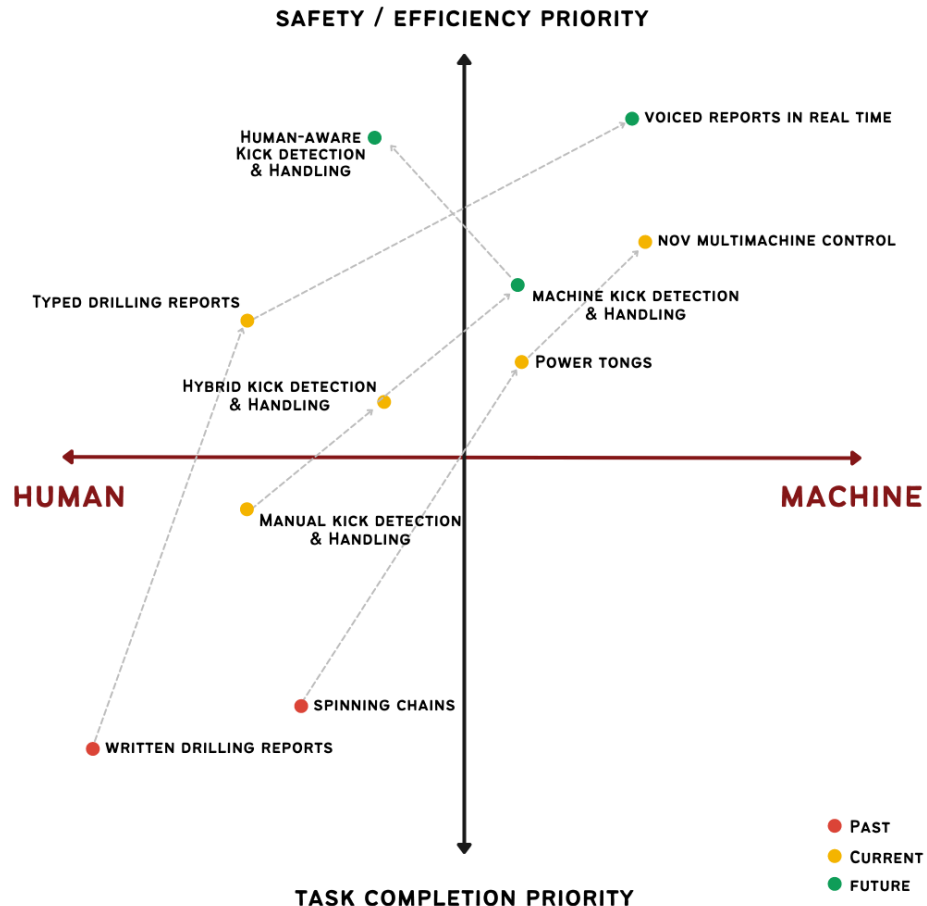 SAFETY / EFFICIENCY PRIORITY
VOICED REPORTS IN REAL TIME
HUMAN-AWARE
KICK DETECTION
& HANDLING
NOV MULTIMACHINE CONTROL
TYPED DRILLING REPORTS
MACHINE KICK DETECTION
& HANDLING
POWER TONGS
HYBRID KICK DETECTION
& HANDLING
HUMAN
MACHINE
MANUAL KICK DETECTION
& HANDLING
SPINNING CHAINS
WRITTEN DRILLING REPORTS
PAST
CURRENT
FUTURE
TASK COMPLETION PRIORITY